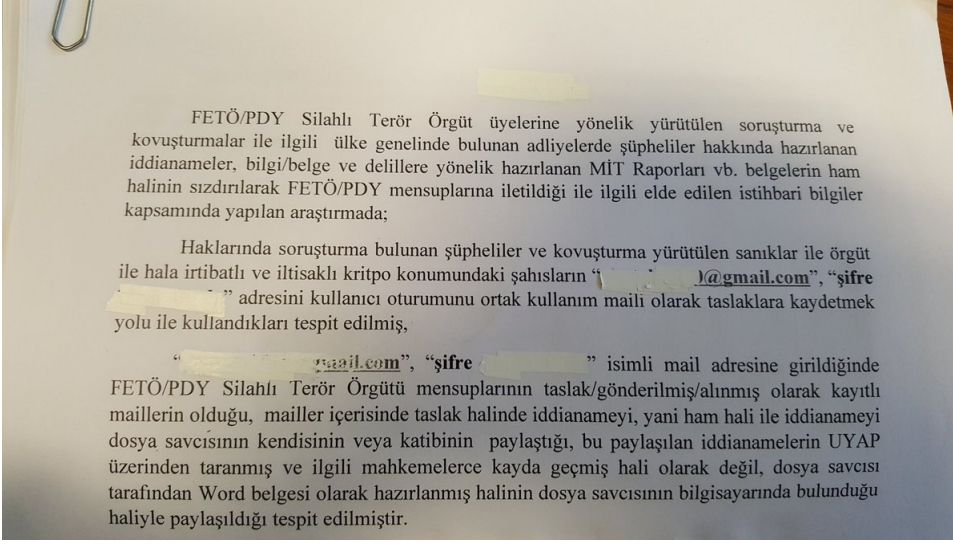 FETÖ/PDY Silahlı Terör Örgüt üyelerine yönelik yürütülen soruşturma ve
kovuşturmalar ile ilgili ülke genelinde bulunan adliyelerde şüpheliler hakkında hazırlanan
iddianameler, bilgi/belge ve delillere yönelik hazırlanan MİT Raporları vb. belgelerin ham
halinin sızdırılarak FETÖ/PDY mensuplarına iletildiği ile ilgili elde edilen istihbari bilgiler
kapsamında yapılan araştırmada;
Haklarında soruşturma bulunan şüpheliler ve kovuşturma yürütülen sanıklar ile örgüt
ile hala irtibatlı ve iltisaklı kritpo konumundaki şahısların “ @gmail.com”, “şifre
” adresini kullanıcı oturumunu ortak kullanım maili olarak taslaklara kaydetmek
yolu ile kullandıkları tespit edilmiş,
“ gmail.com”, “şifre ” isimli mail adresine girildiğinde
FETÖ/PDY Silahlı Terör Örgütü mensuplarının taslak/gönderilmiş/alınmış olarak kayıtlı
maillerin olduğu, mailler içerisinde taslak halinde iddianameyi, yani ham hali ile iddianameyi
dosya savcısının kendisinin veya katibinin paylaştığı, bu paylaşılan iddianamelerin UYAP
üzerinden taranmış ve ilgili mahkemelerce kayda geçmiş hali olarak değil, dosya savcısı
tarafından Word belgesi olarak hazırlanmış halinin dosya savcısının bilgisayarında bulunduğu
haliyle paylaşıldığı tespit edilmiştir.